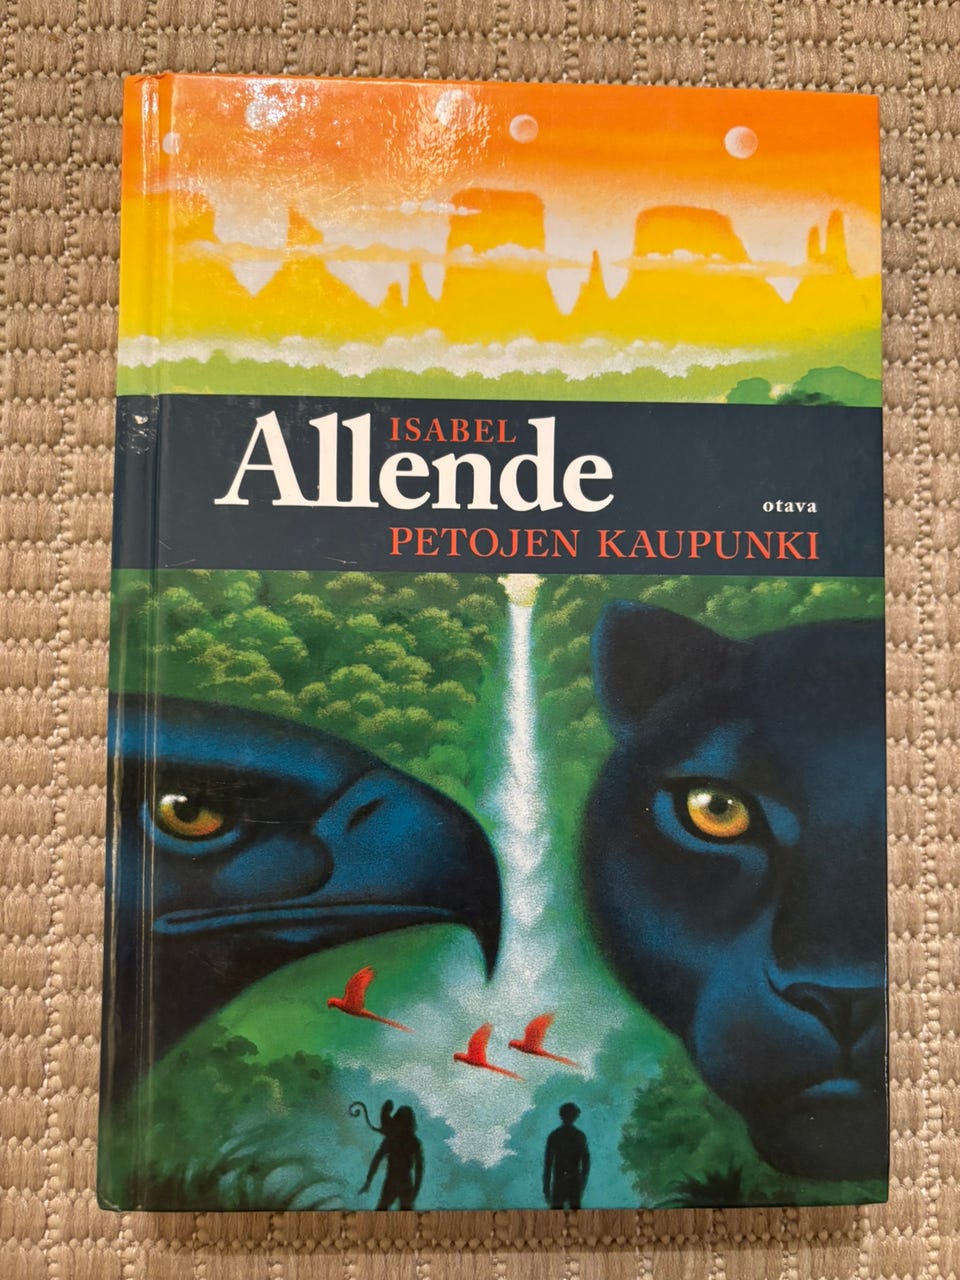 ISABEL
Allende
otava
PETOJEN KAUPUNKI